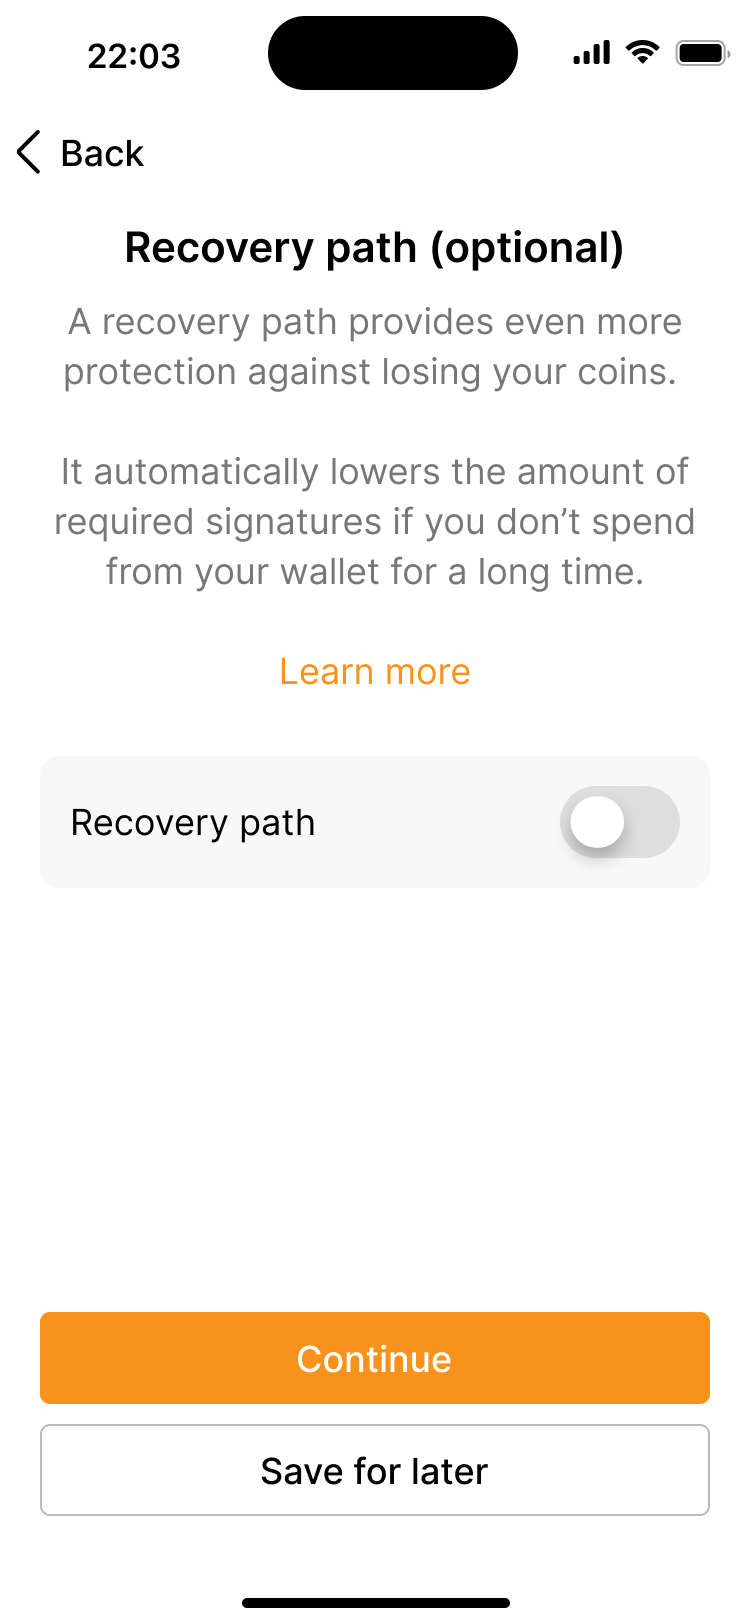 22:03
Back
Recovery path (optional)
A recovery path provides even more
protection against losing your coins.
It automatically lowers the amount of
required signatures if you don’t spend
from your wallet for a long time.
Learn more
Recovery path
Continue
Save for later